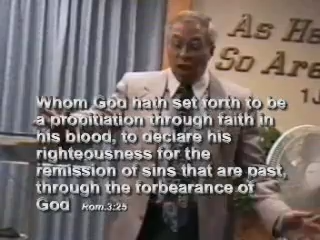 As He
So Are
1 J
Whom God hath set forth to be
a propitiation through faith in
his blood, to declare his
righteousness for the
remission of sins that are past,
through the forbearance of
God Rom.3:25